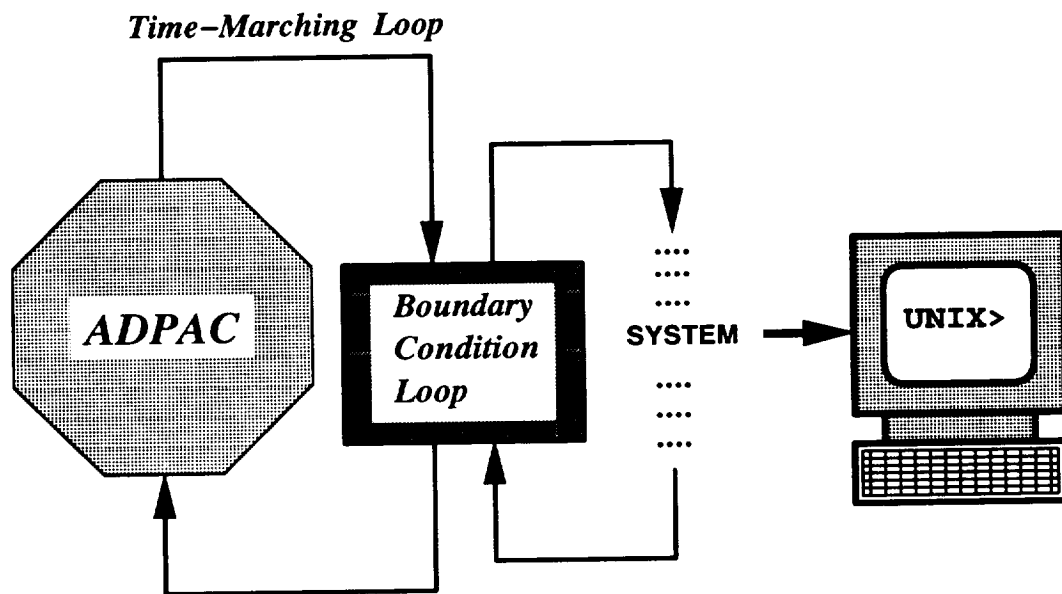 Time-Marching Loop
ADPAC
Boundary
Condition
Loop
....
....
....
SYSTEM
....
....
....
UNIX>